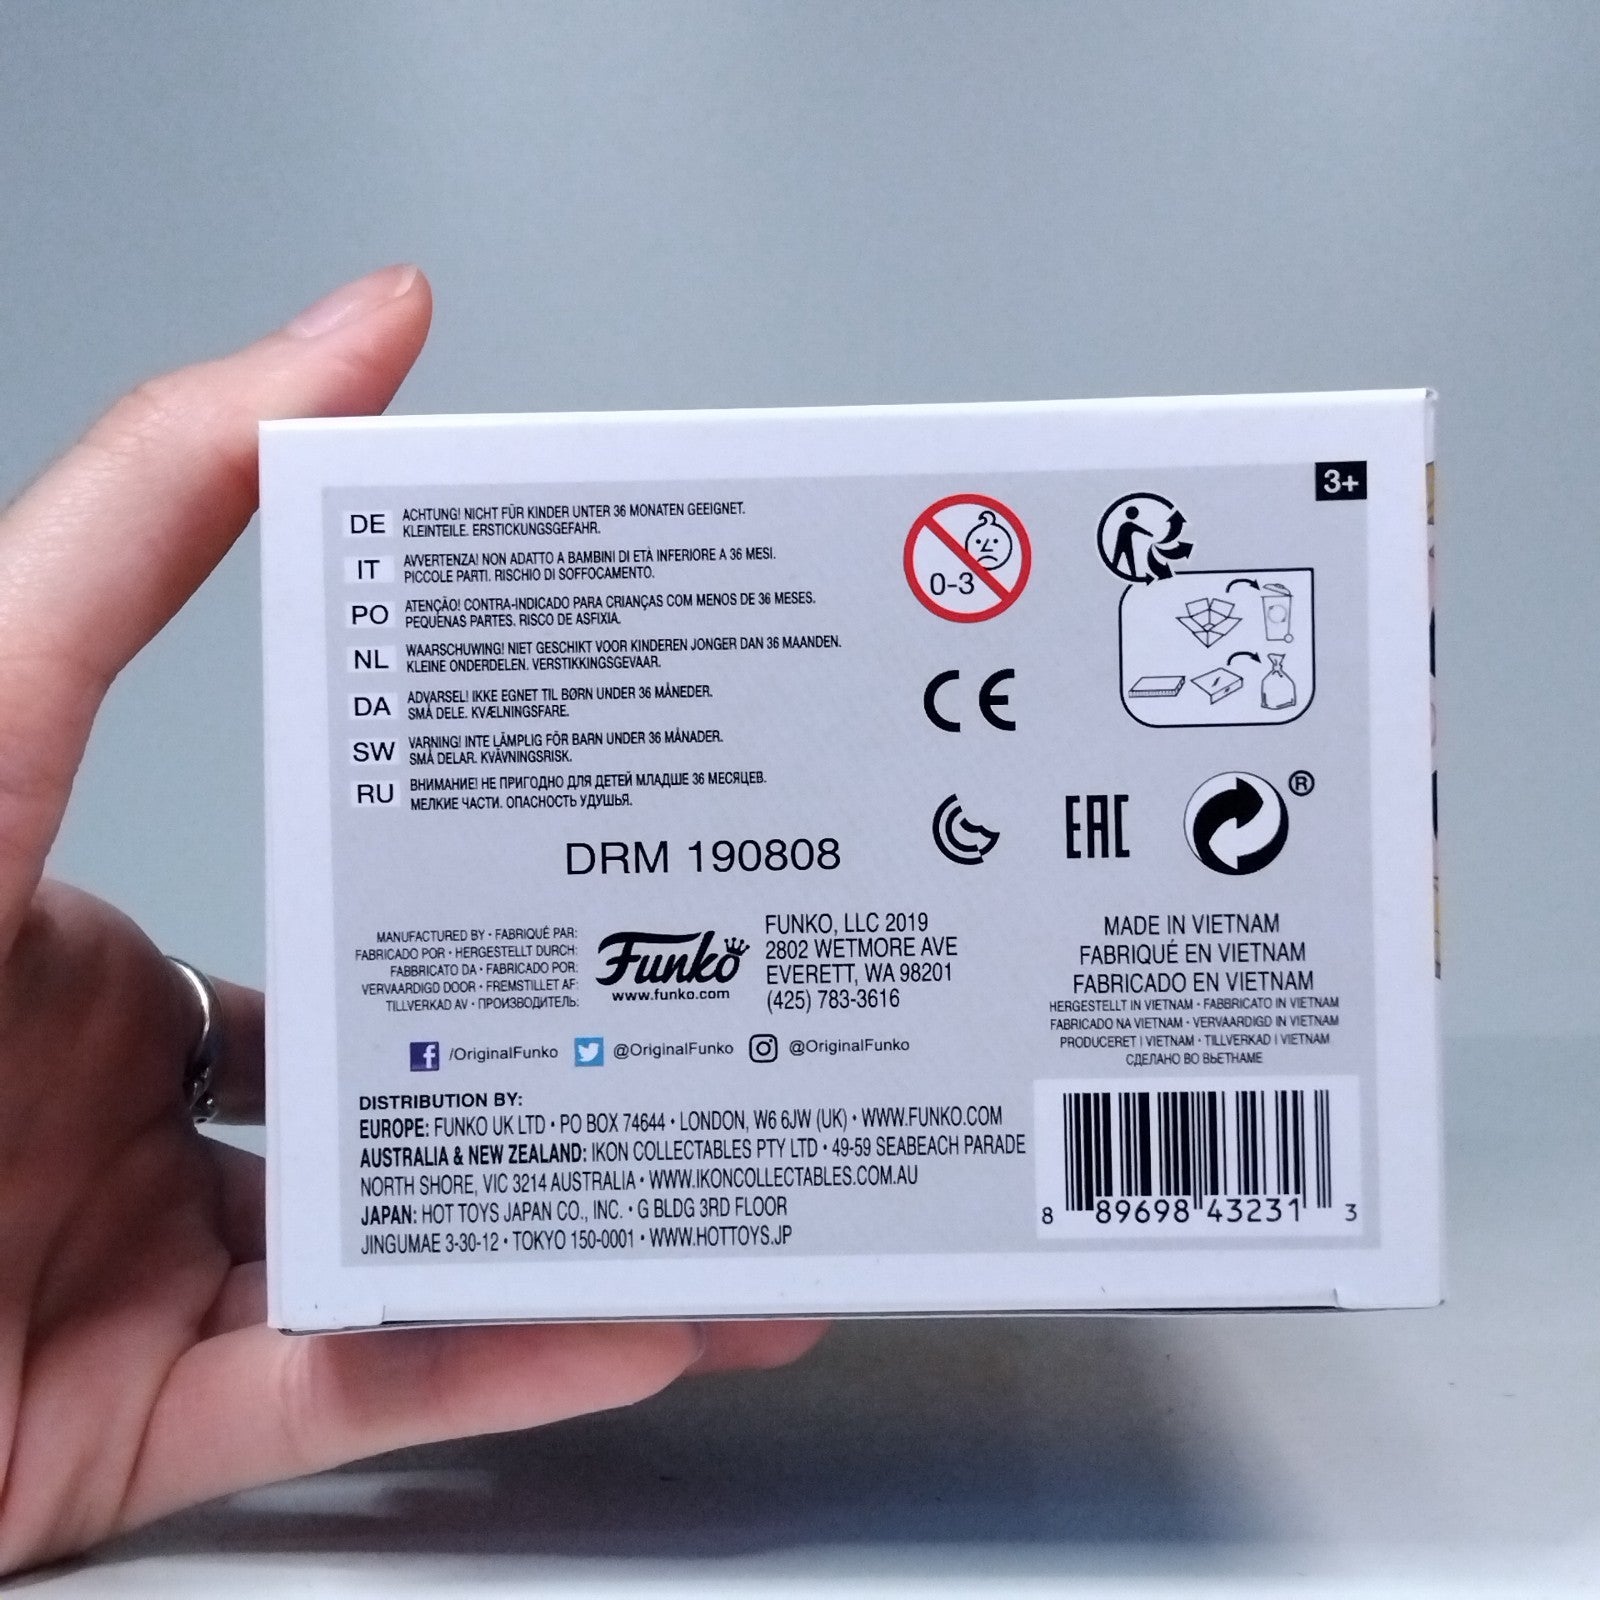 3+
DE
ACHTUNG! NICHT FÜR KINDER UNTER 36 MONATEN GEEIGNET.
KLEINTEILE. ERSTICKUNGSGEFAHR.
IT
AVVERTENZA! NON ADATTO A BAMBINI DI ETÀ INFERIORE A 36 MESI.
PICCOLE PARTI. RISCHIO DI SOFFOCAMENTO.
PO
ATENÇÃO! CONTRA-INDICADO PARA CRIANÇAS COM MENOS DE 36 MESES.
PEQUENAS PARTES. RISCO DE ASFIXIA.
NL
WAARSCHUWING! NIET GESCHIKT VOOR KINDEREN JONGER DAN 36 MAANDEN.
KLEINE ONDERDELEN. VERSTIKKINGSGEVAAR.
DA
ADVARSEL! IKKE EGNET TIL BØRN UNDER 36 MÅNEDER.
SMÅ DELE. KVÆLNINGSFARE.
SW
VARNING! INTE LÄMPLIG FÖR BARN UNDER 36 MÅNADER.
SMÅ DELAR. KVÄVNINGSRISK.
RU
ВНИМАНИЕ! НЕ ПРИГОДНО ДЛЯ ДЕТЕЙ МЛАДШЕ 36 МЕСЯЦЕВ.
МЕЛКИЕ ЧАСТИ. ОПАСНОСТЬ УДУШЬЯ.
0-3
CE
EAC
®
DRM 190808
MANUFACTURED BY • FABRIQUÉ PAR:
FABRICADO POR • HERGESTELLT DURCH:
FABBRICATO DA • FABRICADO POR:
VERVAARDIGD DOOR • FREMSTILLET AF:
TILLVERKAD AV • ПРОИЗВОДИТЕЛЬ:
Funko
www.funko.com
FUNKO, LLC 2019
2802 WETMORE AVE
EVERETT, WA 98201
(425) 783-3616
MADE IN VIETNAM
FABRIQUÉ EN VIETNAM
FABRICADO EN VIETNAM
HERGESTELLT IN VIETNAM • FABBRICATO IN VIETNAM
FABRICADO NA VIETNAM • VERVAARDIGD IN VIETNAM
PRODUCERET I VIETNAM • TILLVERKAD I VIETNAM
СДЕЛАНО ВО ВЬЕТНАМЕ
/OriginalFunko @OriginalFunko @OriginalFunko
DISTRIBUTION BY:
EUROPE: FUNKO UK LTD • PO BOX 74644 • LONDON, W6 6JW (UK) • WWW.FUNKO.COM
AUSTRALIA & NEW ZEALAND: IKON COLLECTABLES PTY LTD • 49-59 SEABEACH PARADE
NORTH SHORE, VIC 3214 AUSTRALIA • WWW.IKONCOLLECTABLES.COM.AU
JAPAN: HOT TOYS JAPAN CO., INC. • G BLDG 3RD FLOOR
JINGUMAE 3-30-12 • TOKYO 150-0001 • WWW.HOTTOYS.JP
8 89698 43231 3